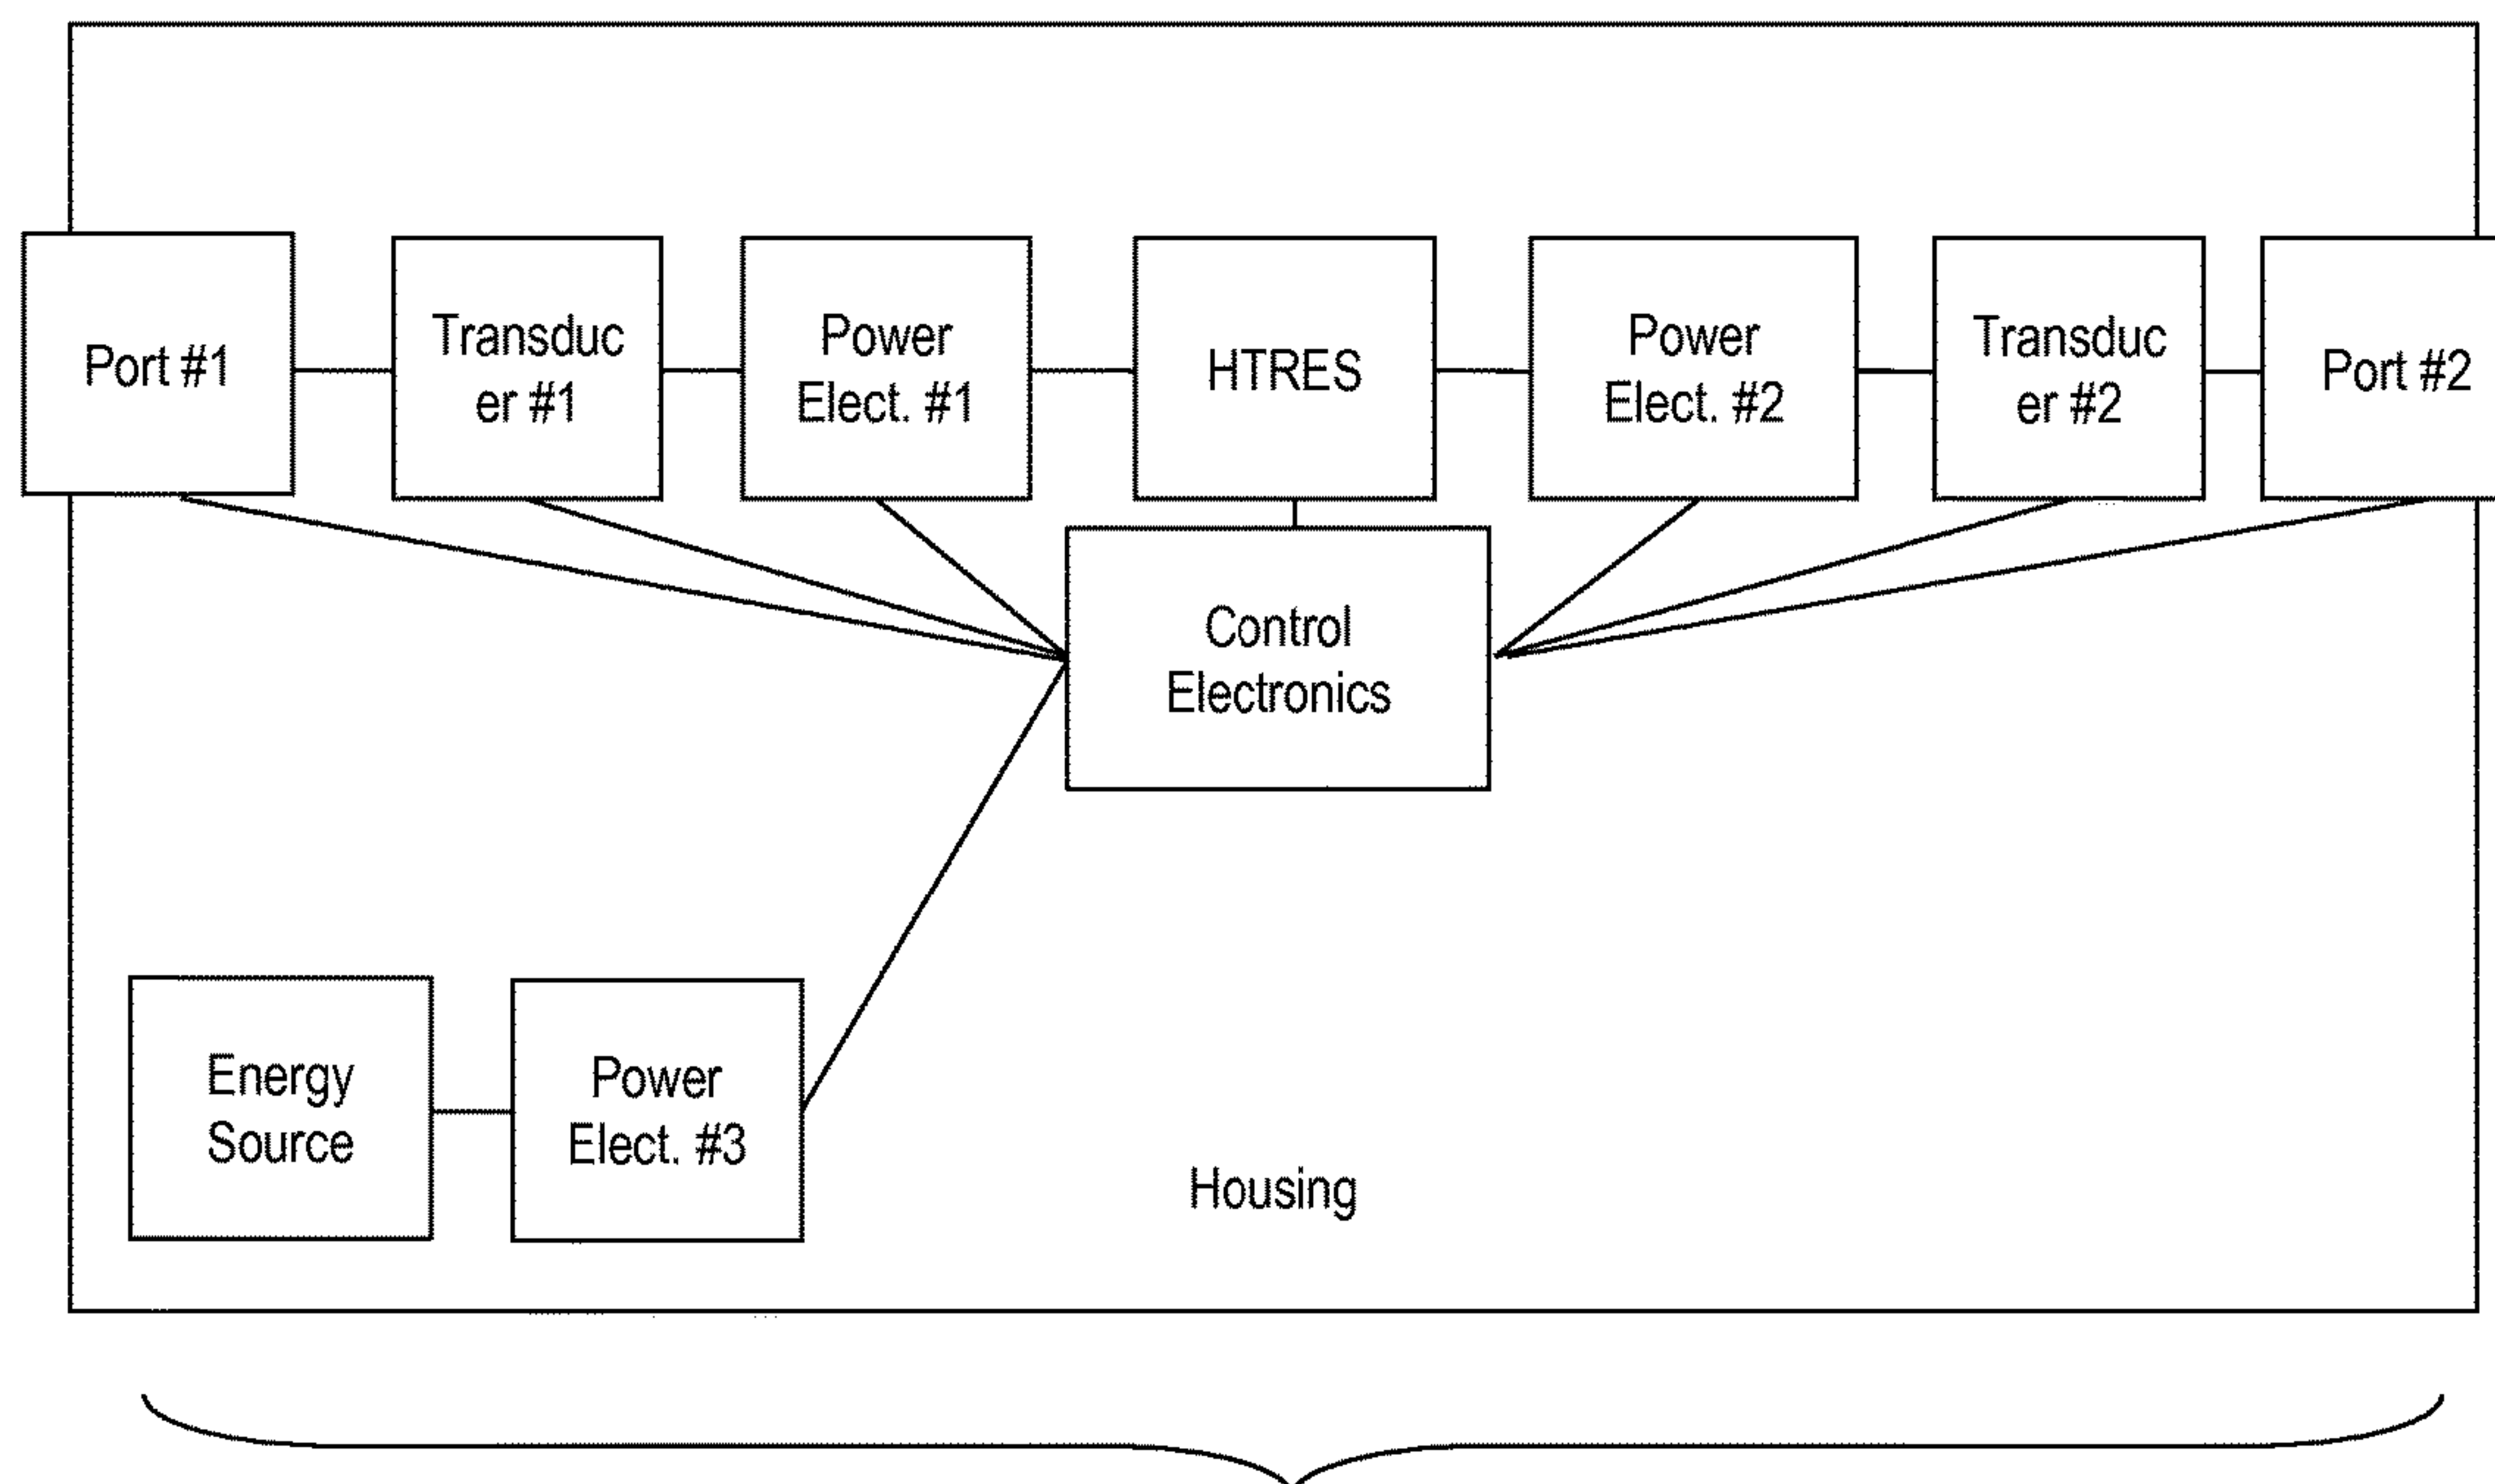 Port #1
Transduc
er #1
Power
Elect. #1
HTRES
Power
Elect. #2
Transduc
er #2
Port #2
Control
Electronics
Energy
Source
Power
Elect. #3
Housing